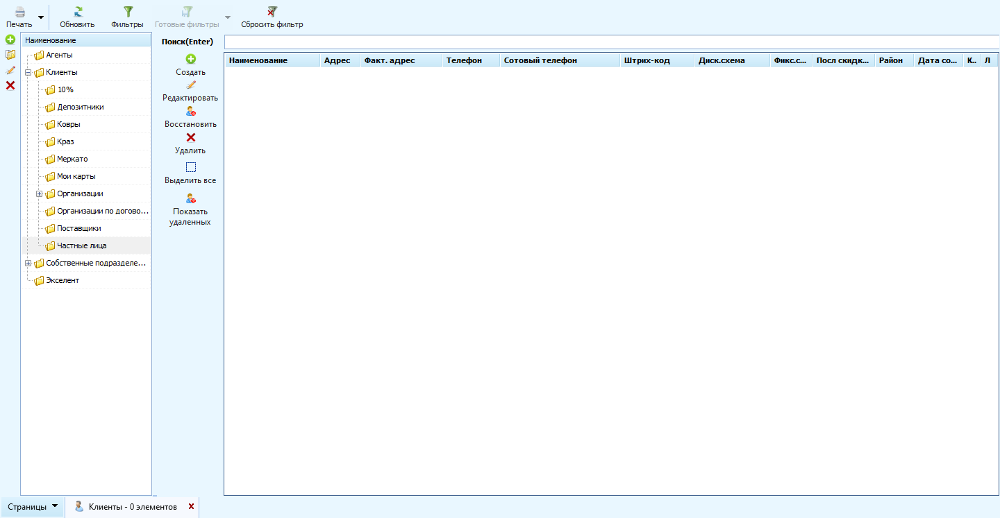 Печать
Обновить
Фильтры
Готовые фильтры
Сбросить фильтр
Наименование
Агенты
Клиенты
10%
Депозитники
Ковры
Краз
Меркато
Мои карты
Организации
Организации по догово...
Поставщики
Частные лица
Собственные подразделе...
Экселент
Поиск(Enter)
Создать
Редактировать
Восстановить
Удалить
Выделить все
Показать
удаленных
Наименование Адрес Факт. адрес Телефон Сотовый телефон Штрих-код Диск.схема Фикс.с... Посл скидк... Район Дата со... К.. Л
Страницы
Клиенты - 0 элементов